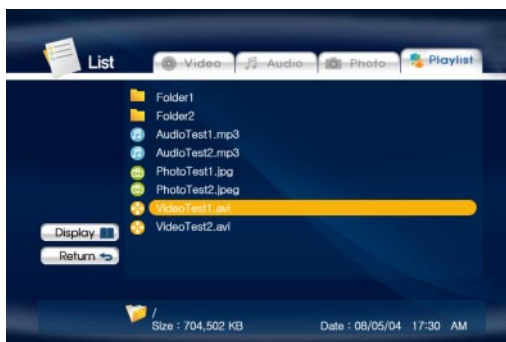 List
Video
Audio
Photo
Playlist
Folder1
Folder2
AudioTest1.mp3
AudioTest2.mp3
PhotoTest1.jpg
PhotoTest2.jpeg
VideoTest1.avi
VideoTest2.avi
Display
Return
/
Size : 704,502 KB
Date : 08/05/04 17:30 AM